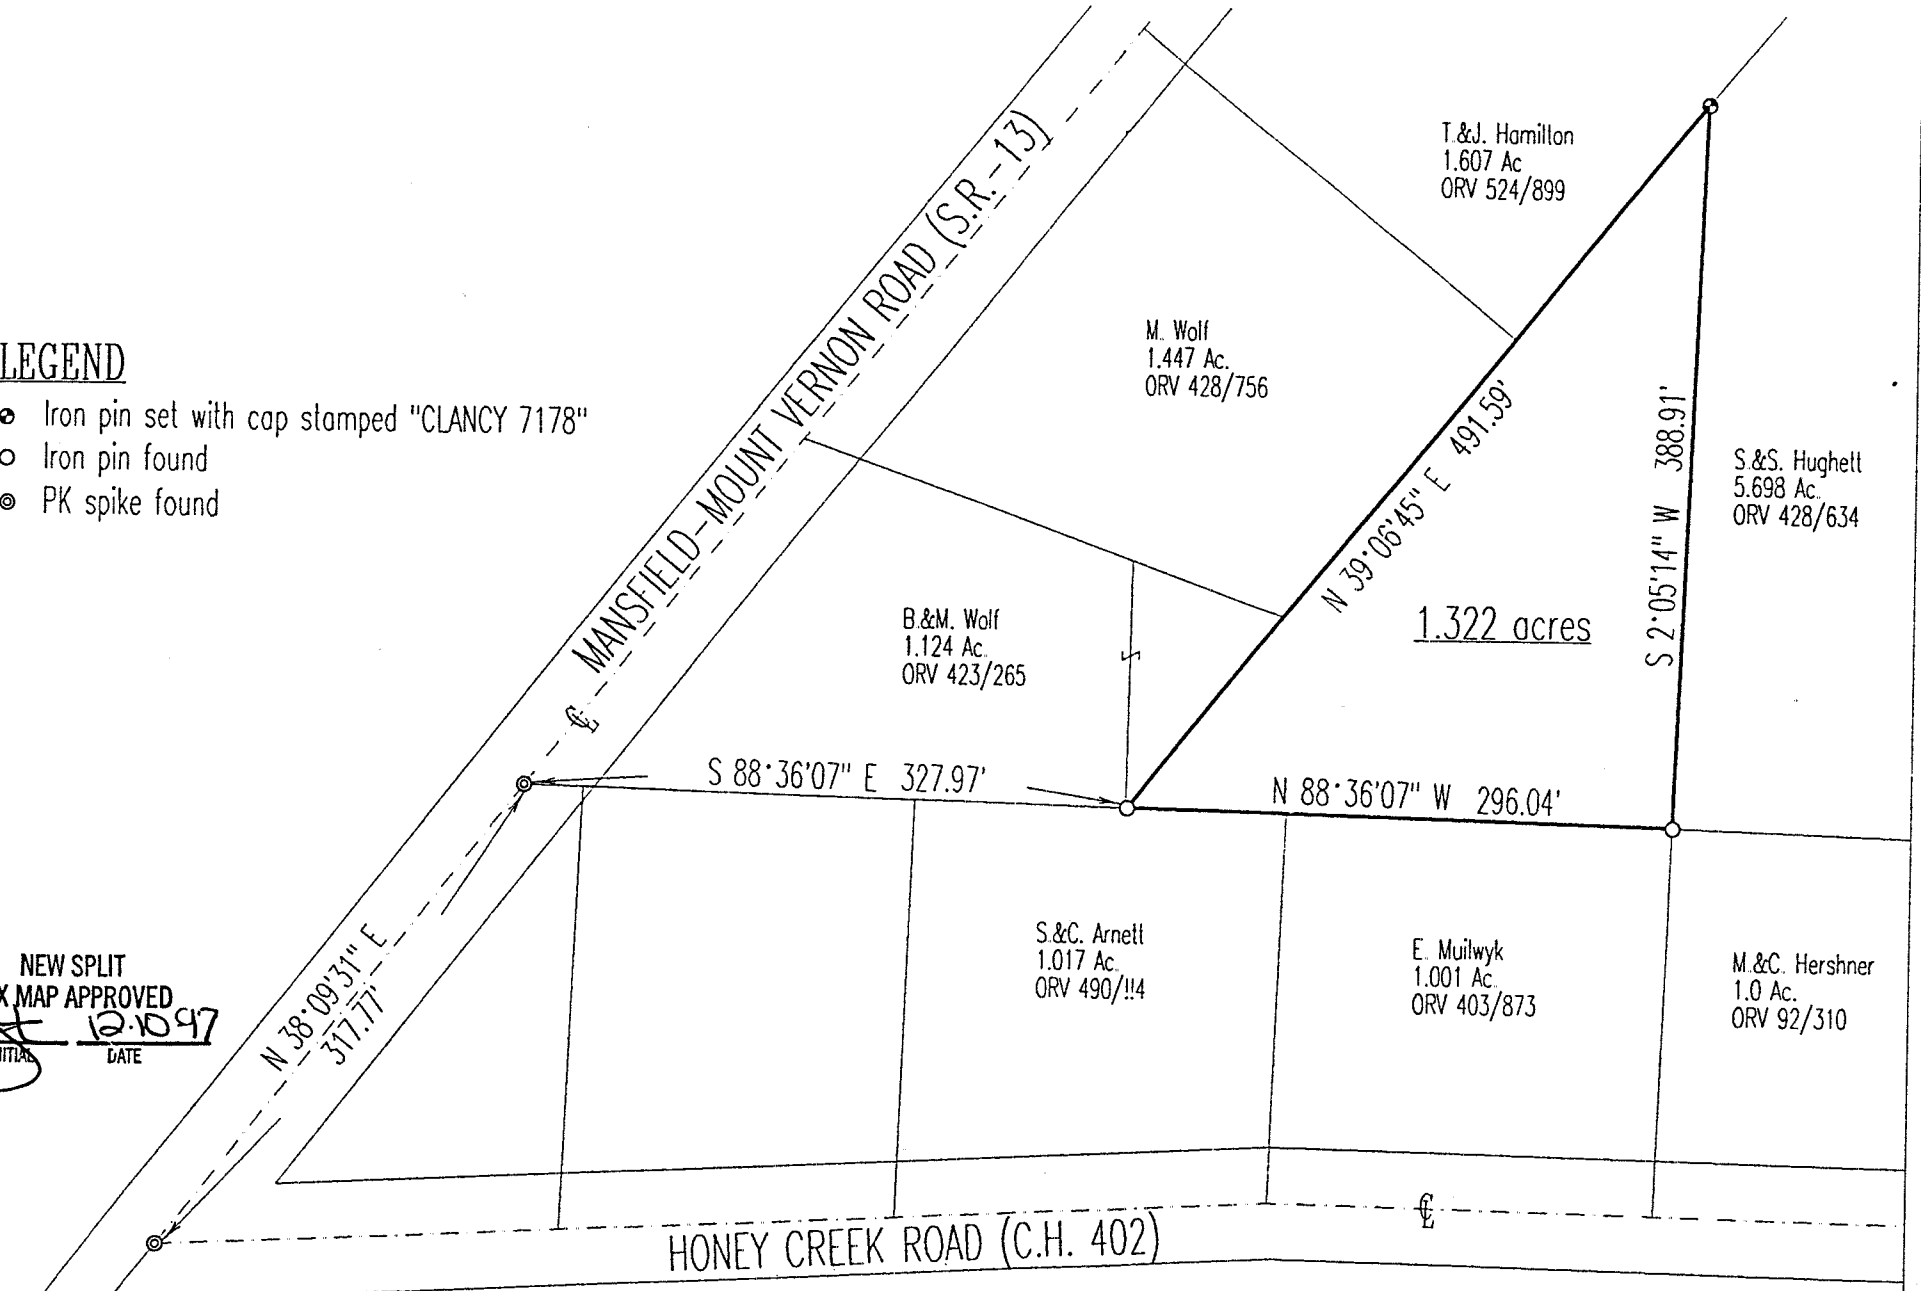 T.&J. Hamilton
1.607 Ac
ORV 524/899
MANSFIELD-MOUNT VERNON ROAD (S.R.-13)
M. Wolf
1.447 Ac.
ORV 428/756
LEGEND
Iron pin set with cap stamped "CLANCY 7178"
Iron pin found
PK spike found
N 39°06'45" E 491.59'
S 2°05'14" W 388.91'
S.&S. Hughett
5.698 Ac.
ORV 428/634
1.322 acres
B.&M. Wolf
1.124 Ac.
ORV 423/265
℄
S 88°36'07" E 327.97'
N 88°36'07" W 296.04'
N 38°09'31" E
317.77'
NEW SPLIT
X MAP APPROVED
12·10 97
DATE
S.&C. Arnett
1.017 Ac.
ORV 490/!!4
E. Muilwyk
1.001 Ac.
ORV 403/873
M.&C. Hershner
1.0 Ac.
ORV 92/310
℄
HONEY CREEK ROAD (C.H. 402)